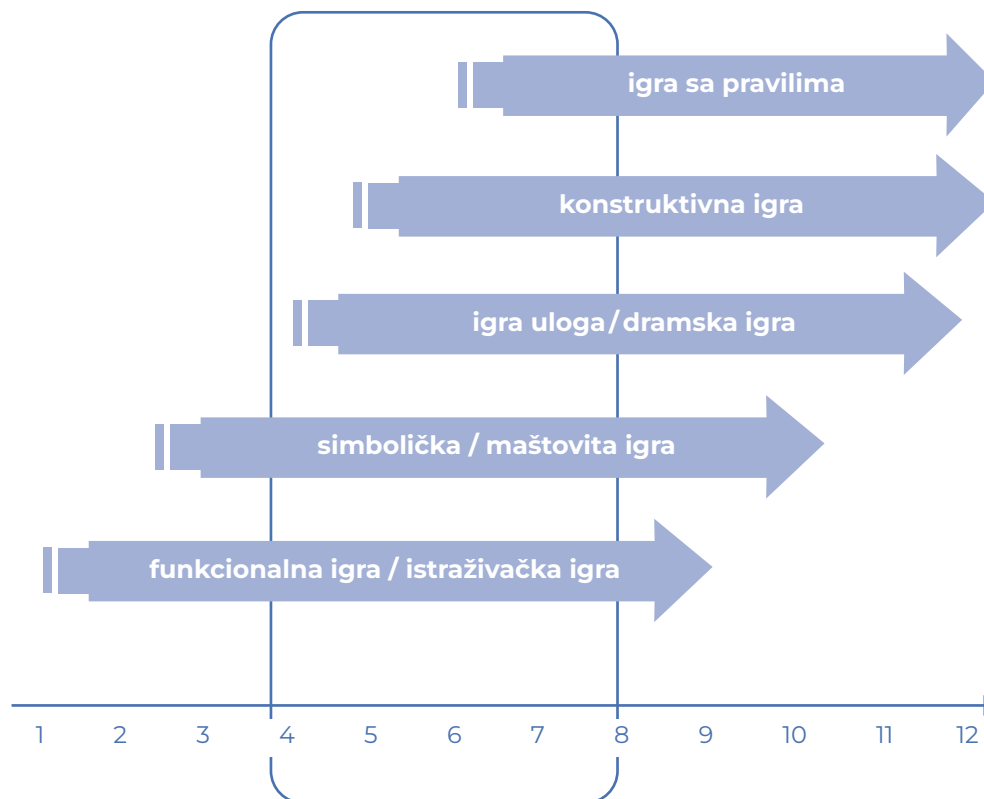 igra sa pravilima
konstruktivna igra
igra uloga / dramska igra
simbolička / maštovita igra
funkcionalna igra / istraživačka igra
1 2 3 4 5 6 7 8 9 10 11 12